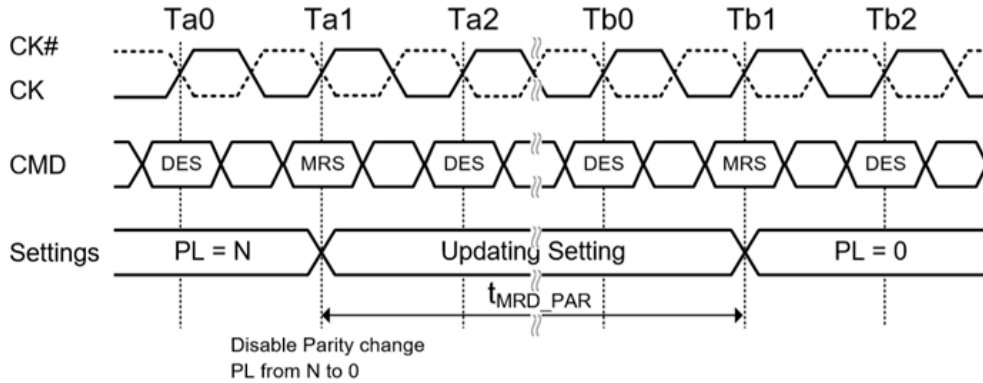 Ta0 Ta1 Ta2 Tb0 Tb1 Tb2
CK#
CK
CMD DES MRS DES DES MRS DES
Settings PL = N Updating Setting PL = 0
tMRD_PAR
Disable Parity change
PL from N to 0